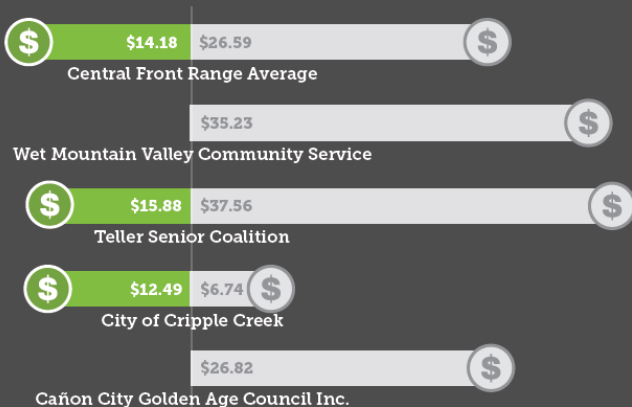 $ $14.18 $26.59 $
Central Front Range Average
$35.23 $
Wet Mountain Valley Community Service
$ $15.88 $37.56 $
Teller Senior Coalition
$ $12.49 $6.74 $
City of Cripple Creek
$26.82 $
Cañon City Golden Age Council Inc.